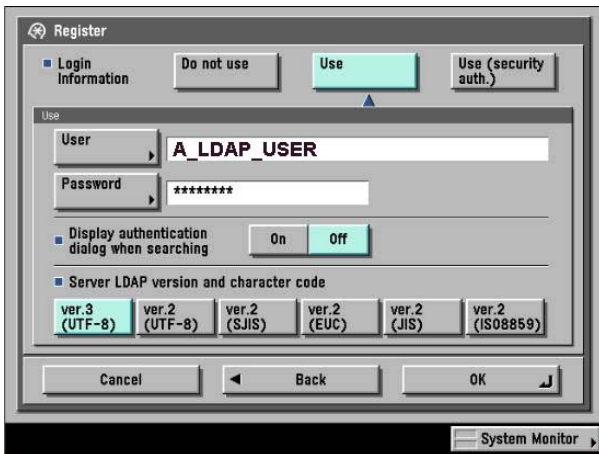 Register
Login
Information
Do not use
Use
Use (security
auth.)
Use
User
A_LDAP_USER
Password
********
Display authentication
dialog when searching
On
Off
Server LDAP version and character code
ver.3
(UTF-8)
ver.2
(UTF-8)
ver.2
(SJIS)
ver.2
(EUC)
ver.2
(JIS)
ver.2
(ISO8859)
Cancel
Back
OK
System Monitor